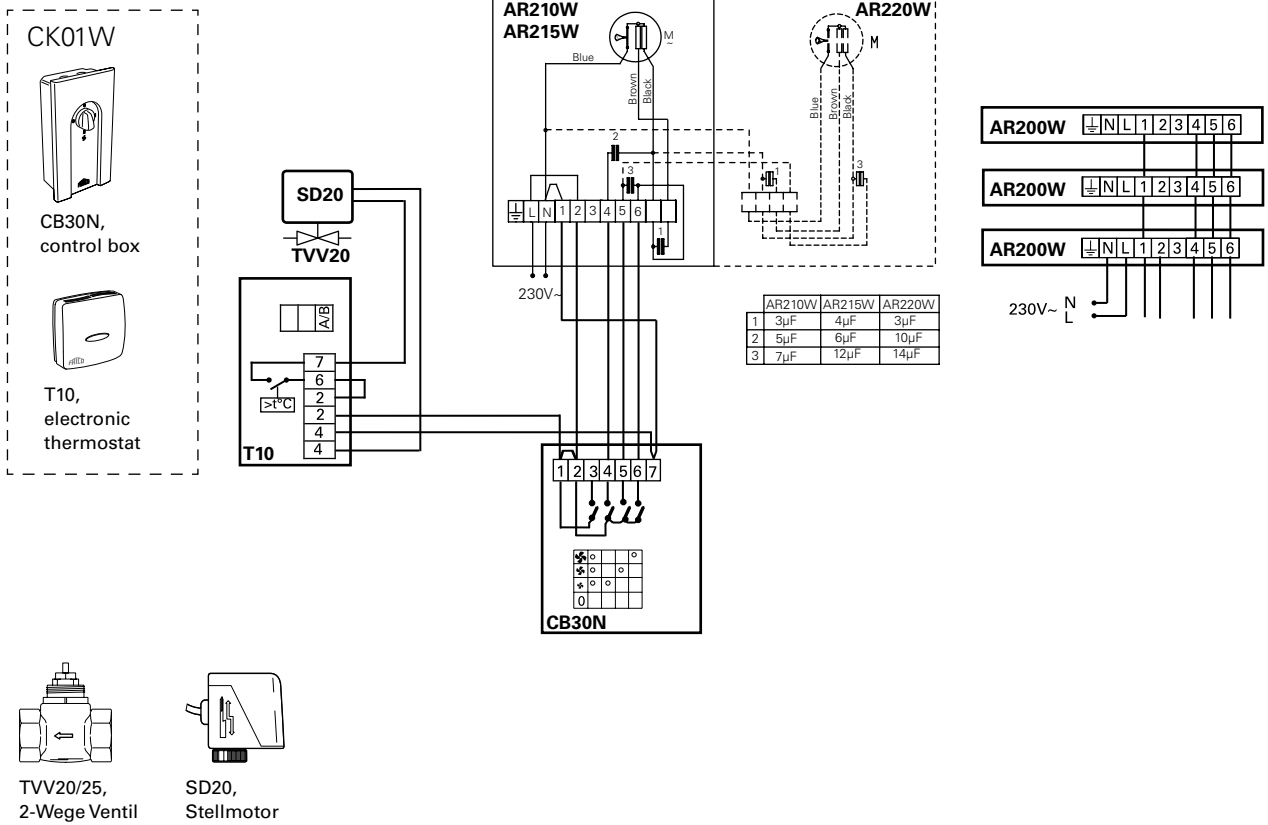 CK01W
CB30N,
control box
FRICO
T10,
electronic
thermostat
SD20
TVV20
A/B
7
6
2
2
4
4
>t°C
T10
AR210W
AR215W
M
~
Blue
Brown
Black
2
3
1
L N 1 2 3 4 5 6
230V~
AR220W
M
Blue
Brown
Black
1
3
AR210W AR215W AR220W
1 3µF 4µF 3µF
2 5µF 6µF 10µF
3 7µF 12µF 14µF
AR200W N L 1 2 3 4 5 6
AR200W N L 1 2 3 4 5 6
AR200W N L 1 2 3 4 5 6
230V~ N
L
1 2 3 4 5 6 7
0
CB30N
TVV20/25,
2-Wege Ventil
SD20,
Stellmotor